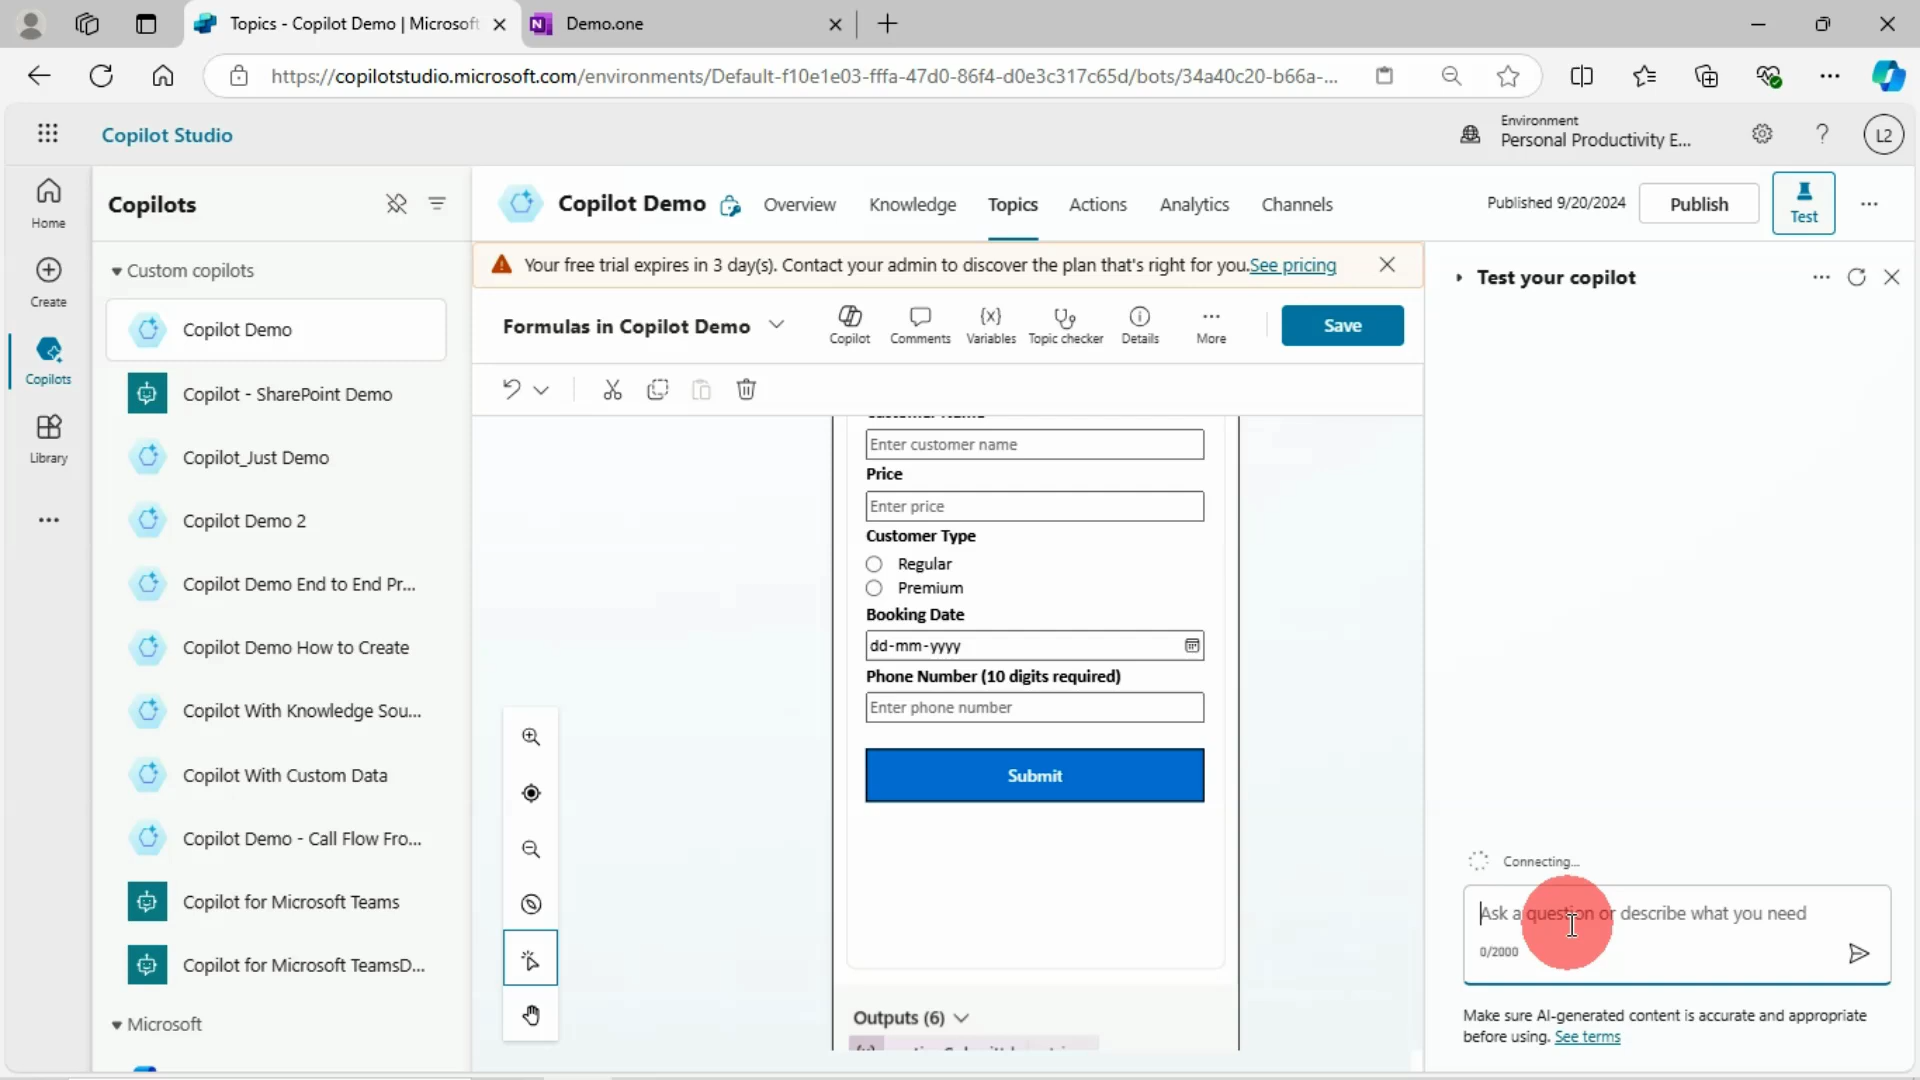 Topics - Copilot Demo | Microsoft
Demo.one
https://copilotstudio.microsoft.com/environments/Default-f10e1e03-fffa-47d0-86f4-d0e3c317c65d/bots/34a40c20-b66a-...
Copilot Studio
Environment
Personal Productivity E...
L2
Home
Create
Copilots
Library
Copilots
Custom copilots
Copilot Demo
Copilot - SharePoint Demo
Copilot_Just Demo
Copilot Demo 2
Copilot Demo End to End Pr...
Copilot Demo How to Create
Copilot With Knowledge Sou...
Copilot With Custom Data
Copilot Demo - Call Flow Fro...
Copilot for Microsoft Teams
Copilot for Microsoft TeamsD...
Microsoft
Copilot Demo
Overview
Knowledge
Topics
Actions
Analytics
Channels
Published 9/20/2024
Publish
Test
Your free trial expires in 3 day(s). Contact your admin to discover the plan that's right for you.See pricing
Formulas in Copilot Demo
Copilot
Comments
Variables
Topic checker
Details
More
Save
Enter customer name
Price
Enter price
Customer Type
Regular
Premium
Booking Date
dd-mm-yyyy
Phone Number (10 digits required)
Enter phone number
Submit
Outputs (6)
Test your copilot
Connecting...
Ask a question or describe what you need
0/2000
Make sure AI-generated content is accurate and appropriate
before using. See terms